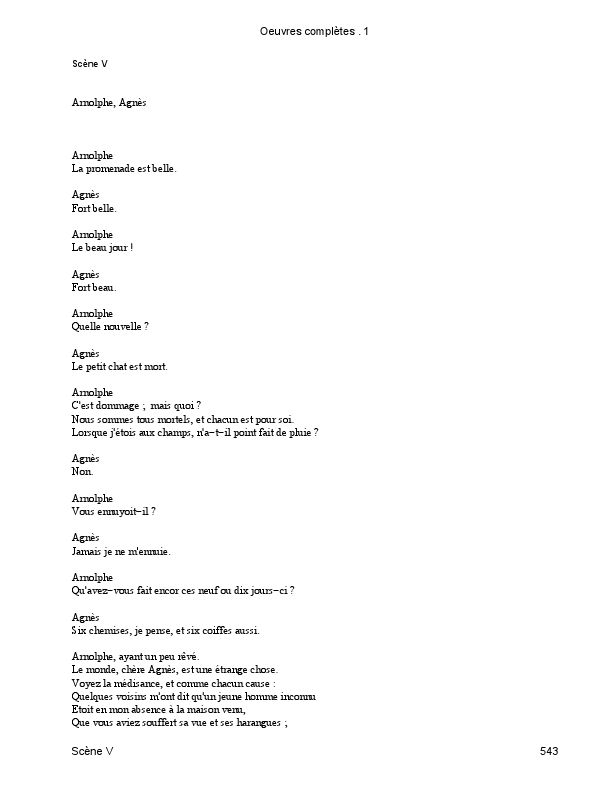 Oeuvres complètes . 1
Scène V
Arnolphe, Agnès
Arnolphe
La promenade est belle.
Agnès
Fort belle.
Arnolphe
Le beau jour !
Agnès
Fort beau.
Arnolphe
Quelle nouvelle ?
Agnès
Le petit chat est mort.
Arnolphe
C'est dommage ; mais quoi ?
Nous sommes tous mortels, et chacun est pour soi.
Lorsque j'étois aux champs, n'a-t-il point fait de pluie ?
Agnès
Non.
Arnolphe
Vous ennuyoit-il ?
Agnès
Jamais je ne m'ennuie.
Arnolphe
Qu'avez-vous fait encor ces neuf ou dix jours-ci ?
Agnès
Six chemises, je pense, et six coiffes aussi.
Arnolphe, ayant un peu rêvé.
Le monde, chère Agnès, est une étrange chose.
Voyez la médisance, et comme chacun cause :
Quelques voisins m'ont dit qu'un jeune homme inconnu
Etoit en mon absence à la maison venu,
Que vous aviez souffert sa vue et ses harangues ;
Scène V
543